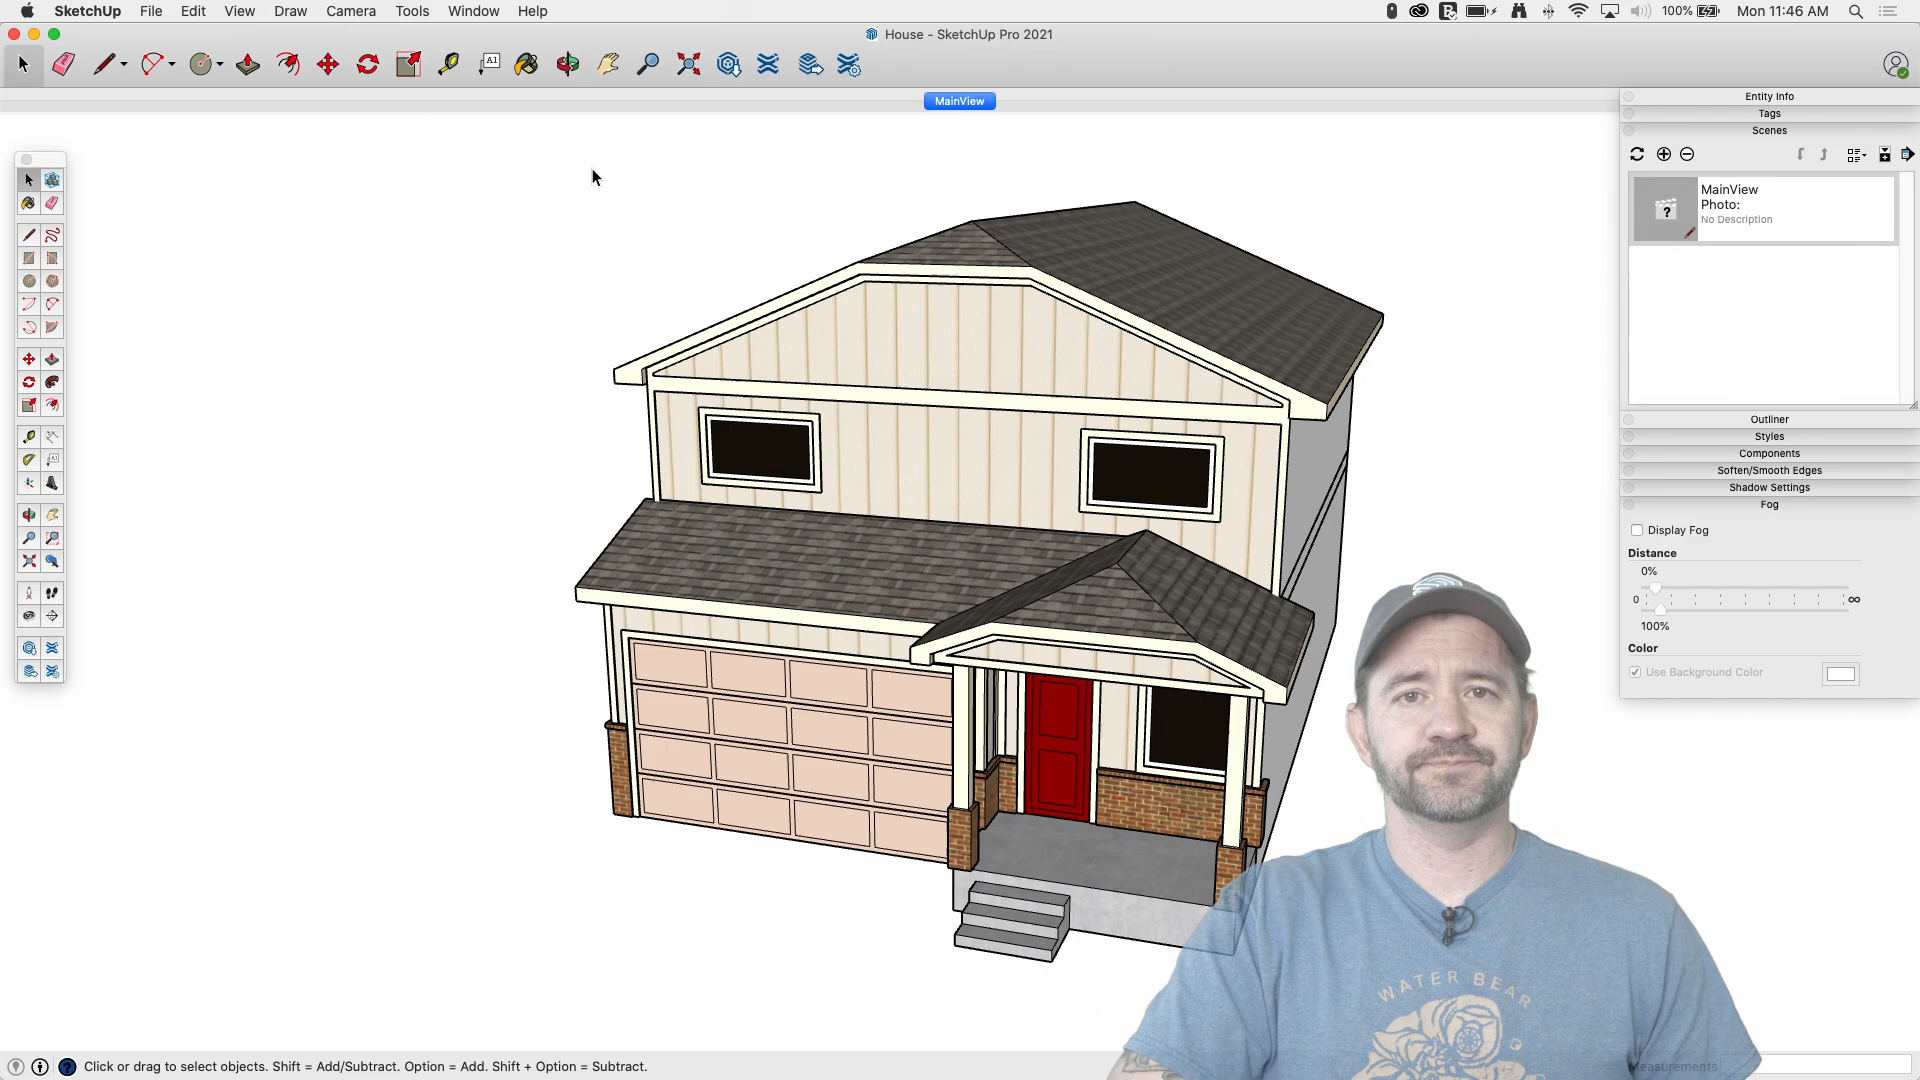 SketchUp File Edit View Draw Camera Tools Window Help
100% Mon 11:46 AM
House - SketchUp Pro 2021
A1
MainView
Entity Info
Tags
Scenes
MainView
Photo:
No Description
Outliner
Styles
Components
Soften/Smooth Edges
Shadow Settings
Fog
Display Fog
Distance
0%
0 ∞
100%
Color
Use Background Color
WATER BEAR
Click or drag to select objects. Shift = Add/Subtract. Option = Add. Shift + Option = Subtract.
Measurements